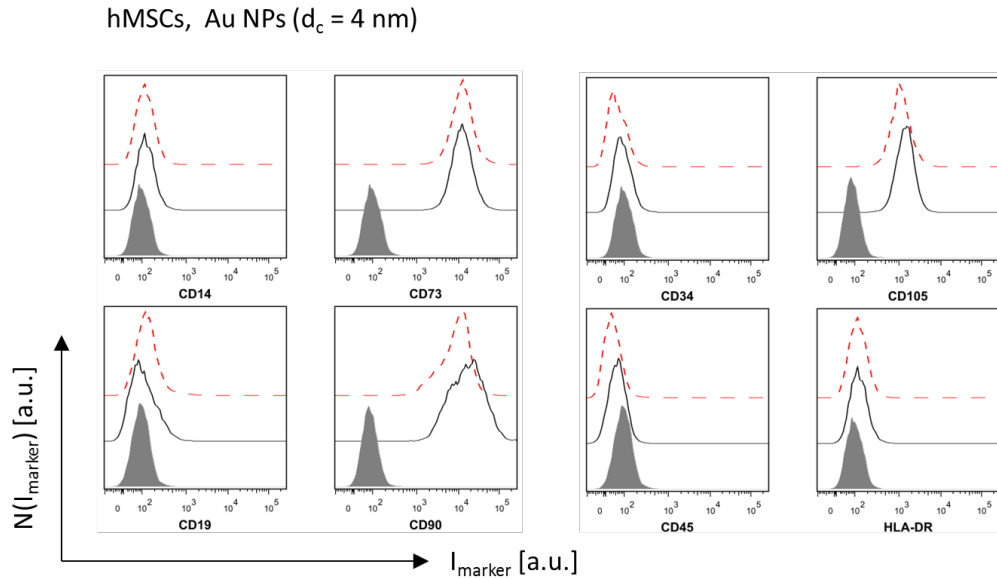 hMSCs, Au NPs (dc = 4 nm)
0 10² 10³ 10⁴ 10⁵
CD14
0 10² 10³ 10⁴ 10⁵
CD73
0 10² 10³ 10⁴ 10⁵
CD34
0 10² 10³ 10⁴ 10⁵
CD105
0 10² 10³ 10⁴ 10⁵
CD19
0 10² 10³ 10⁴ 10⁵
CD90
0 10² 10³ 10⁴ 10⁵
CD45
0 10² 10³ 10⁴ 10⁵
HLA-DR
N(Imarker) [a.u.]
Imarker [a.u.]